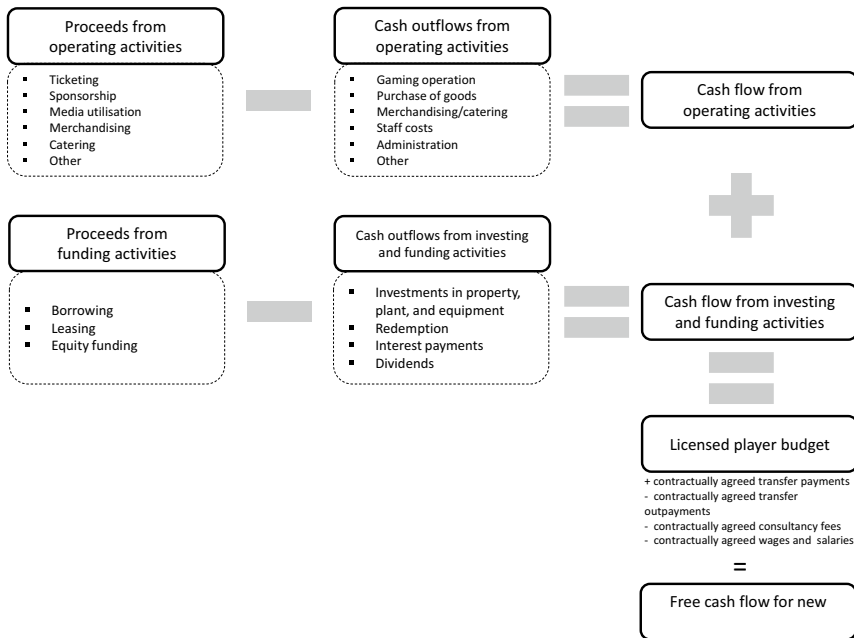 Proceeds from
operating activities
▪ Ticketing
▪ Sponsorship
▪ Media utilisation
▪ Merchandising
▪ Catering
▪ Other
Cash outflows from
operating activities
▪ Gaming operation
▪ Purchase of goods
▪ Merchandising/catering
▪ Staff costs
▪ Administration
▪ Other
Cash flow from
operating activities
Proceeds from
funding activities
▪ Borrowing
▪ Leasing
▪ Equity funding
Cash outflows from investing
and funding activities
▪ Investments in property,
plant, and equipment
▪ Redemption
▪ Interest payments
▪ Dividends
Cash flow from investing
and funding activities
Licensed player budget
+ contractually agreed transfer payments
- contractually agreed transfer
outpayments
- contractually agreed consultancy fees
- contractually agreed wages and salaries
=
Free cash flow for new